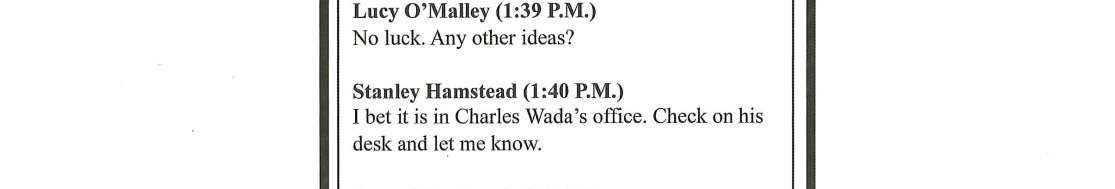 Lucy O’Malley (1:39 P.M.)
No luck. Any other ideas?
Stanley Hamstead (1:40 P.M.)
I bet it is in Charles Wada’s office. Check on his
desk and let me know.